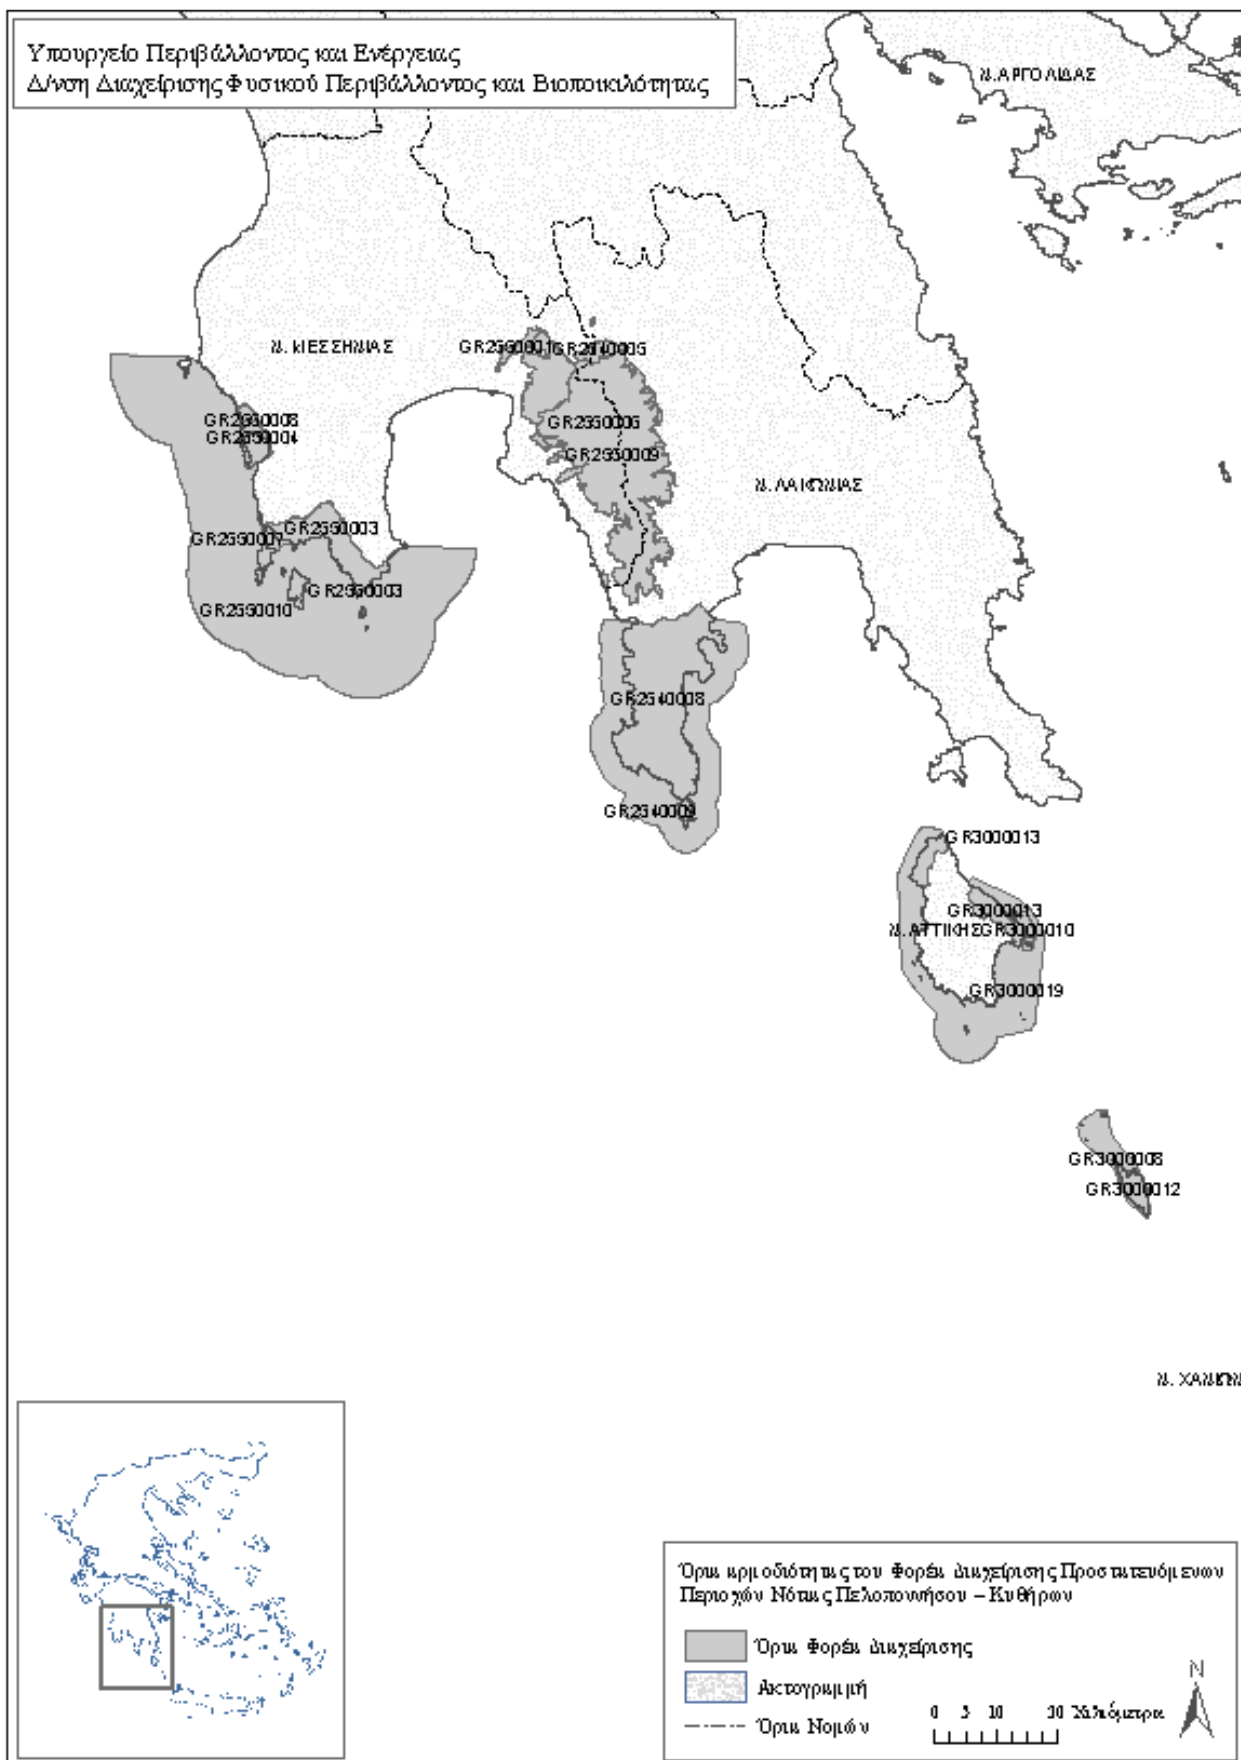 Υπουργείο Περιβάλλοντος και Ενέργειας
Δ/νση Διαχείρισης Φυσικού Περιβάλλοντος και Βιοποικιλότητας
Ν. ΑΡΓΟΛΙΔΑΣ
Ν. ΜΕΣΣΗΝΙΑΣ
GR2550001
GR2540005
GR2550008
GR2550004
GR2550006
GR2550009
Ν. ΛΑΚΩΝΙΑΣ
GR2550003
GR2550007
GR2550003
GR2550010
GR2540008
GR2540009
GR3000013
GR3000013
Ν. ΑΤΤΙΚΗΣ
GR3000010
GR3000019
GR3000008
GR3000012
Ν. ΧΑΝΙΩΝ
Όρια αρμοδιότητας του Φορέα Διαχείρισης Προστατευόμενων
Περιοχών Νότιας Πελοποννήσου – Κυθήρων
Όρια Φορέα Διαχείρισης
Ακτογραμμή
Όρια Νομών
N
0 5 10 20 Χιλιόμετρα